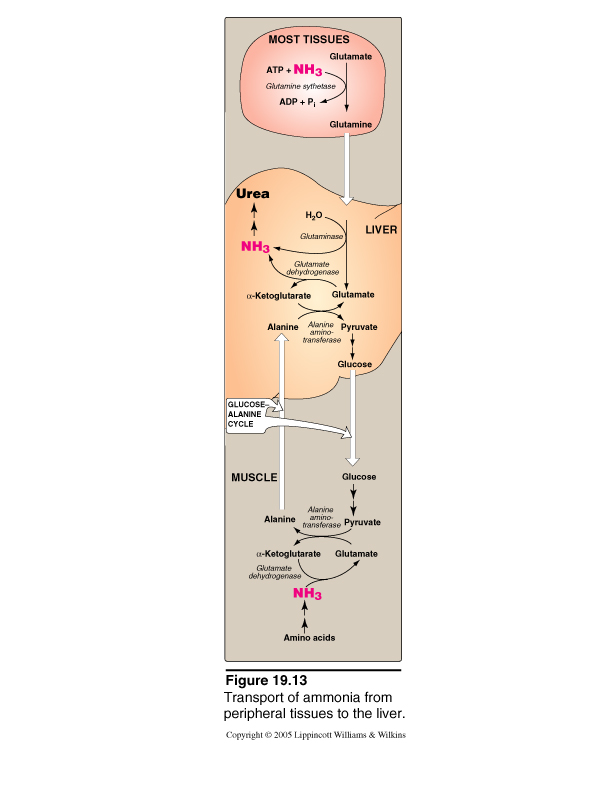 MOST TISSUES
Glutamate
ATP + NH3
Glutamine sythetase
ADP + Pi
Glutamine
Urea
H2O
LIVER
Glutaminase
NH3
Glutamate
dehydrogenase
α-Ketoglutarate
Glutamate
Alanine
Alanine
amino-
transferase
Pyruvate
Glucose
GLUCOSE–
ALANINE
CYCLE
MUSCLE
Glucose
Alanine
Alanine
amino-
transferase
Pyruvate
α-Ketoglutarate
Glutamate
Glutamate
dehydrogenase
NH3
Amino acids
Figure 19.13
Transport of ammonia from
peripheral tissues to the liver.
Copyright © 2005 Lippincott Williams & Wilkins